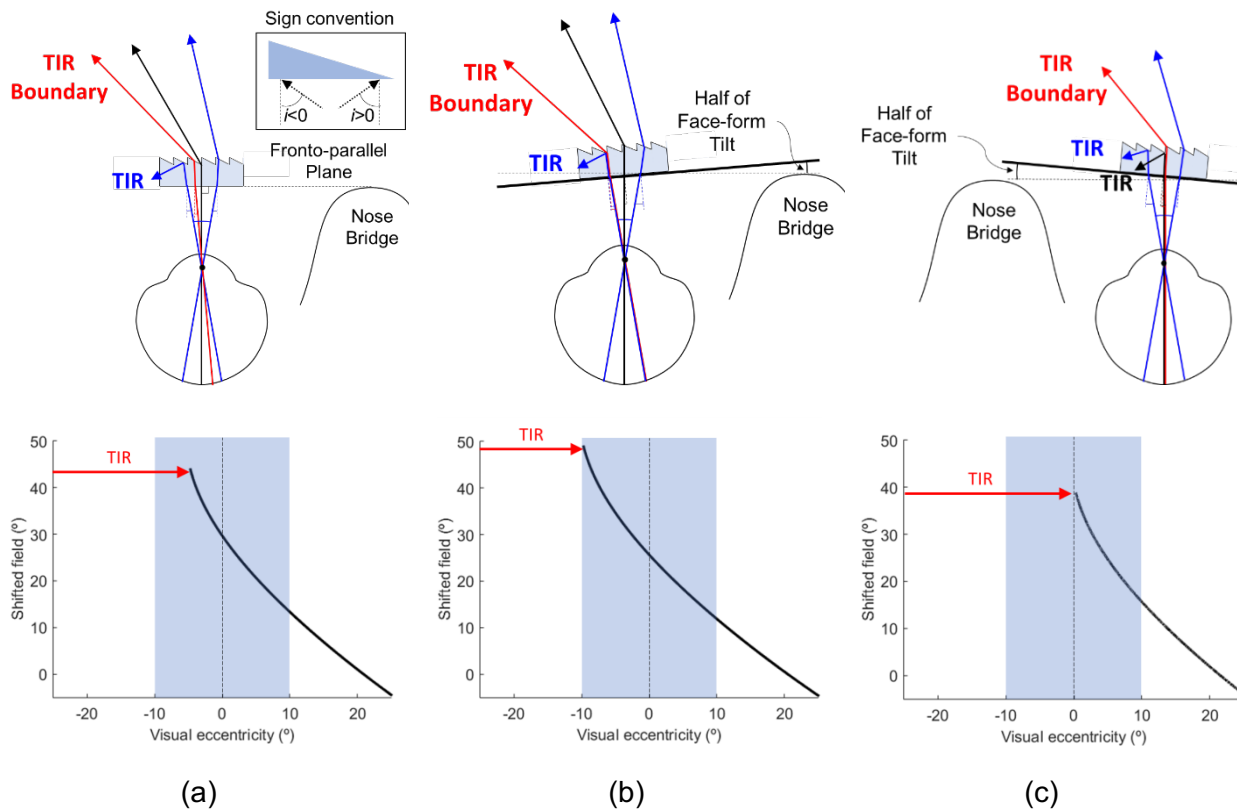 Sign convention
i<0
i>0
TIR
Boundary
TIR
Fronto-parallel
Plane
Nose
Bridge
TIR
Boundary
TIR
Half of
Face-form
Tilt
Nose
Bridge
TIR
Boundary
Half of
Face-form
Tilt
TIR
TIR
Nose
Bridge
50
40
30
20
10
0
Shifted field (º)
TIR
-20 -10 0 10 20
Visual eccentricity (º)
50
40
30
20
10
0
Shifted field (º)
TIR
-20 -10 0 10 20
Visual eccentricity (º)
50
40
30
20
10
0
Shifted field (º)
TIR
-20 -10 0 10 20
Visual eccentricity (º)
(a) (b) (c)